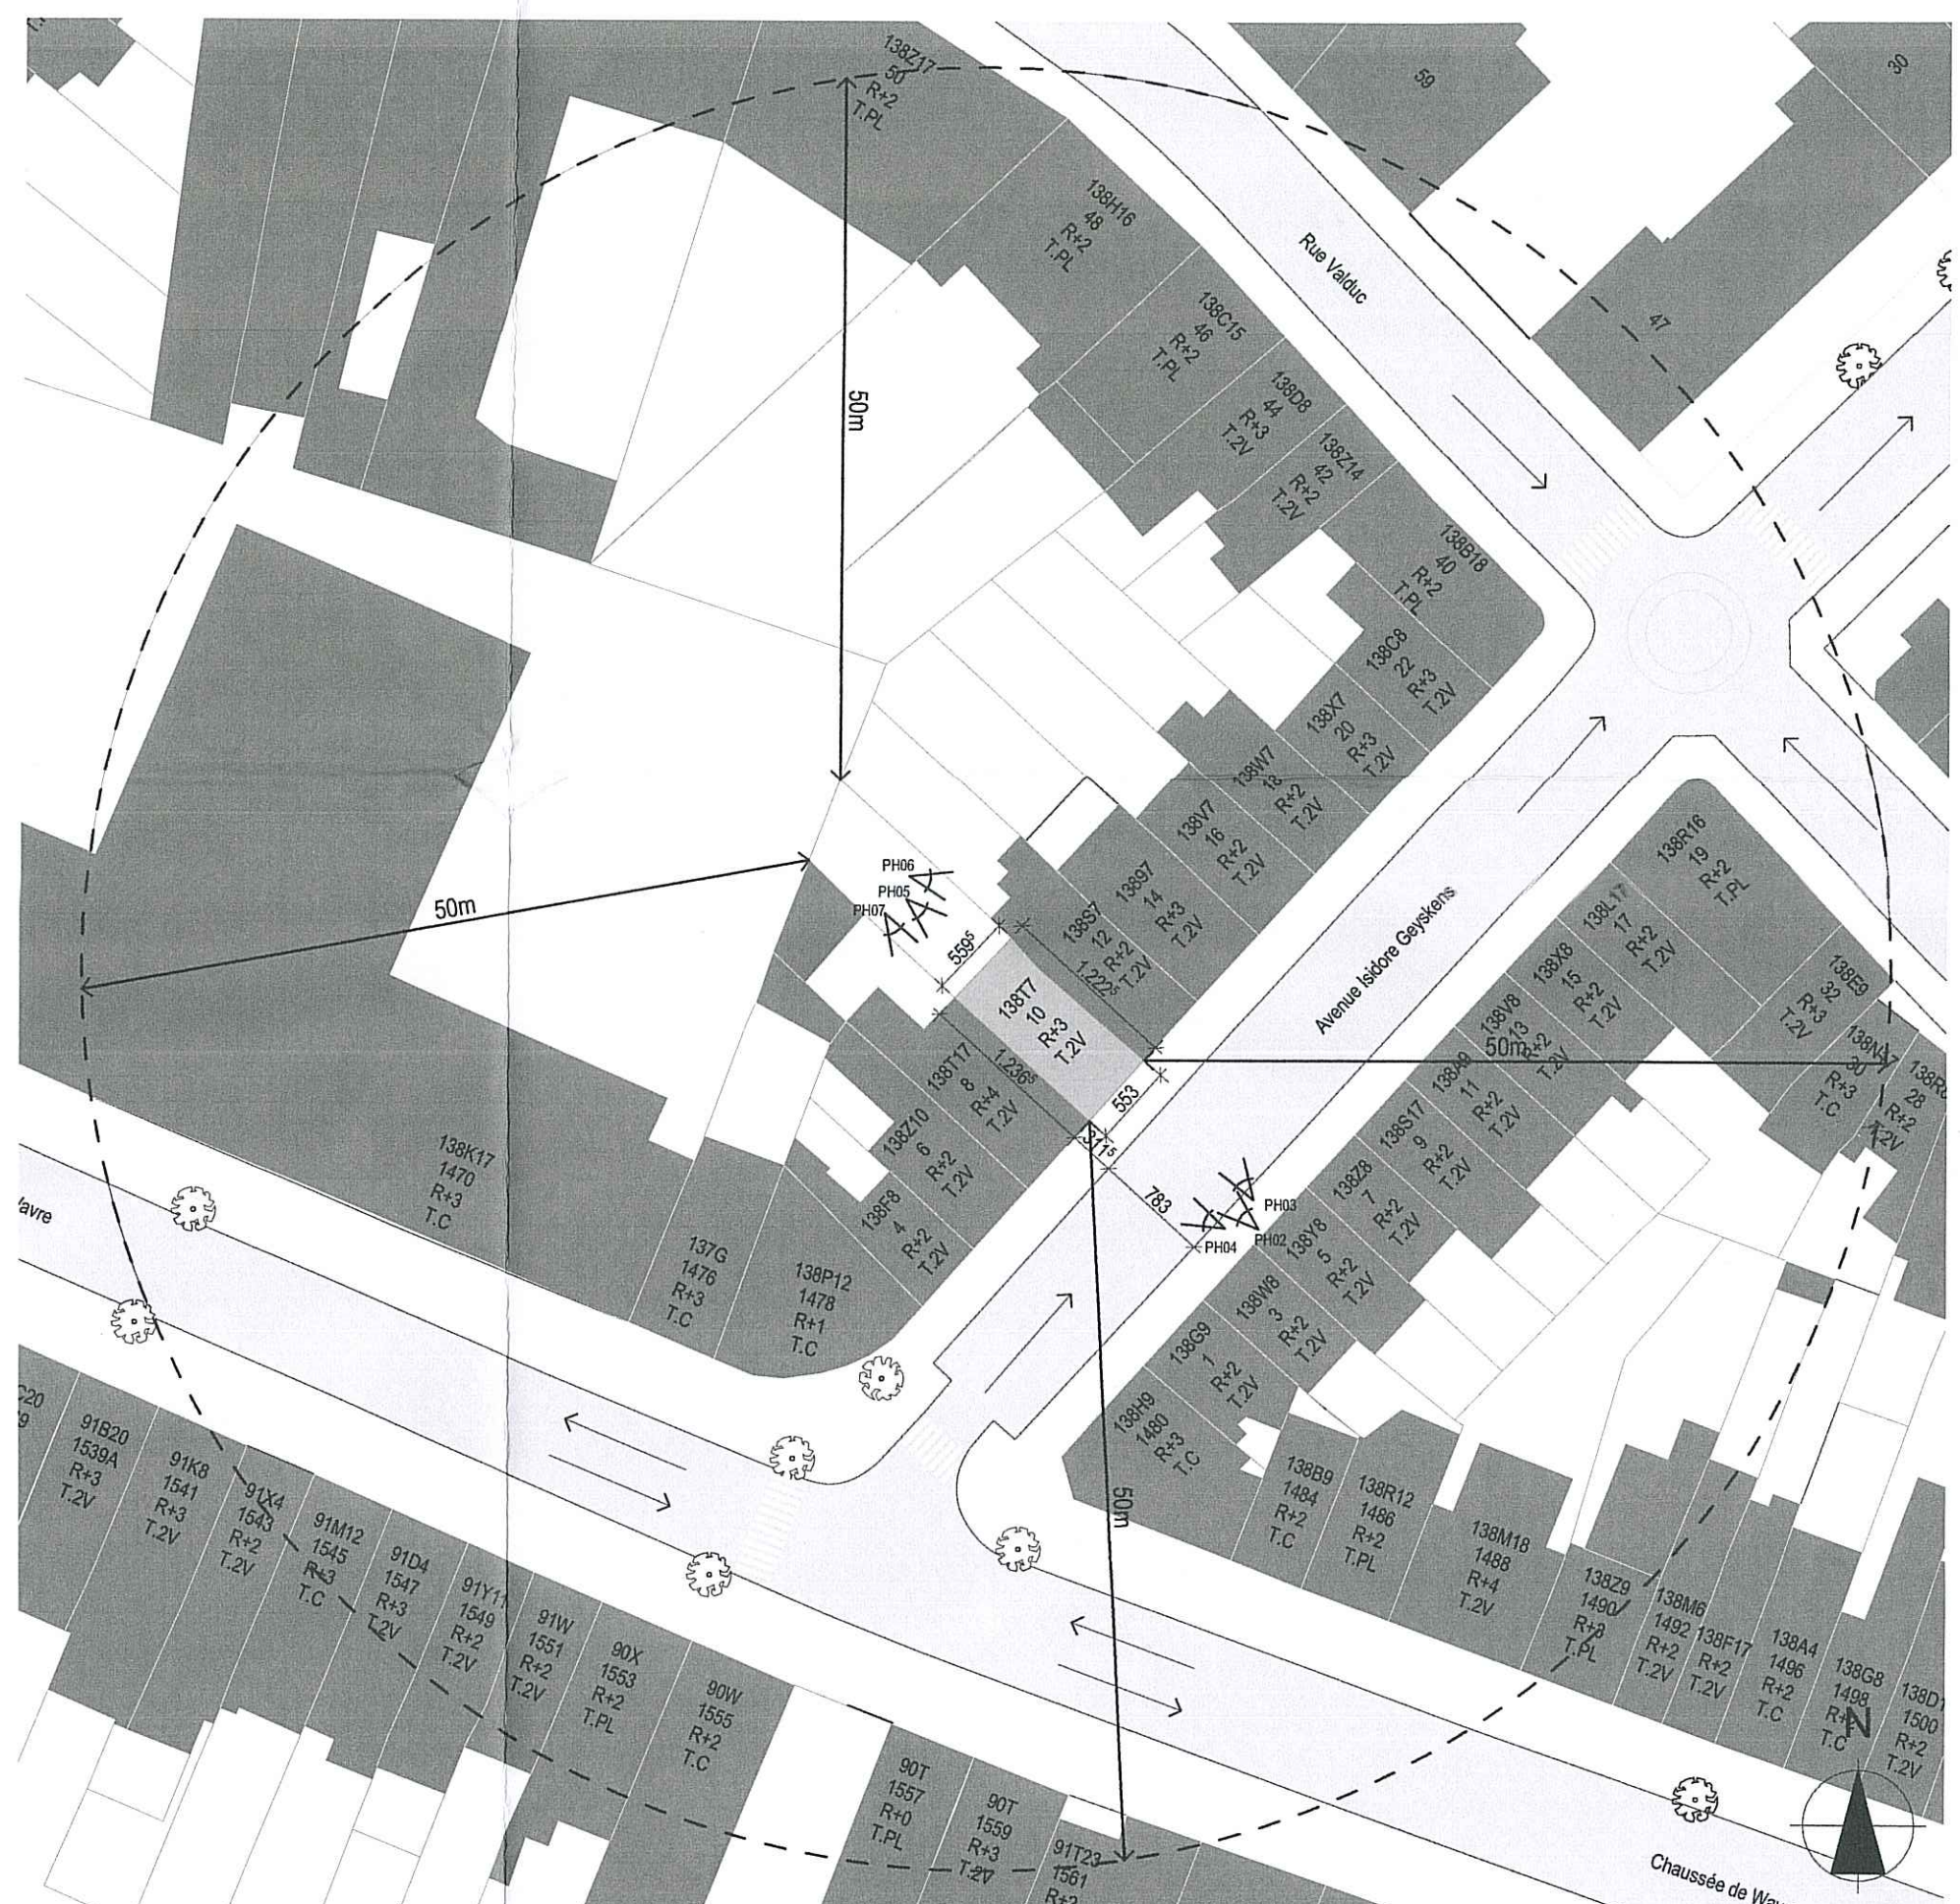 138Z17
50
R+2
T.PL
59
30
138H16
48
R+2
T.PL
Rue Valduc
138C15
46
R+2
T.PL
47
138D8
44
R+3
T.2V
50m
138Z14
42
R+2
T.2V
138B18
40
R+2
T.PL
138C8
22
R+3
T.2V
138X7
20
R+3
T.2V
138W7
18
R+2
T.2V
138V7
16
R+2
T.2V
13897
14
R+3
T.2V
138S7
12
R+2
T.2V
1.222⁵
138R16
19
R+2
T.PL
138L17
17
R+2
T.2V
138X8
15
R+2
T.2V
138V8
13
R+2
T.2V
50m
138A9
11
R+2
T.2V
138S17
9
R+2
T.2V
138Z8
7
R+2
T.2V
138Y8
5
R+2
T.2V
138W8
3
R+2
T.2V
138G9
1
R+2
T.2V
138E9
32
R+3
T.2V
30
R+3
T.C
28
R+2
T.2V
Avenue Isidore Geyskens
PH06
PH05
PH07
50m
559⁵
138T7
10
R+3
T.2V
1.236⁵
553
311⁵
783
PH03
PH02
PH04
138T17
8
R+4
T.2V
138Z10
6
R+2
T.2V
138F8
4
R+2
T.2V
138K17
1470
R+3
T.C
137G
1476
R+3
T.C
138P12
1478
R+1
T.C
138H9
1480
R+3
T.C
50m
138B9
1484
R+2
T.C
138R12
1486
R+2
T.PL
138M18
1488
R+4
T.2V
138Z9
1490
R+3
T.PL
138M6
1492
R+2
T.2V
138F17
R+2
T.2V
138A4
1496
R+2
T.C
138G8
1498
T.C
1500
R+2
T.2V
N
91B20
1539A
R+3
T.2V
91K8
1541
R+3
T.2V
91X4
1543
R+2
T.2V
91M12
1545
R+3
T.C
91D4
1547
R+3
T.2V
91Y11
1549
R+2
T.2V
91W
1551
R+2
T.2V
90X
1553
R+2
T.PL
90W
1555
R+2
T.C
90T
1557
R+0
T.PL
90T
1559
R+3
T.2V
91T23
1561
Chaussée de Wav